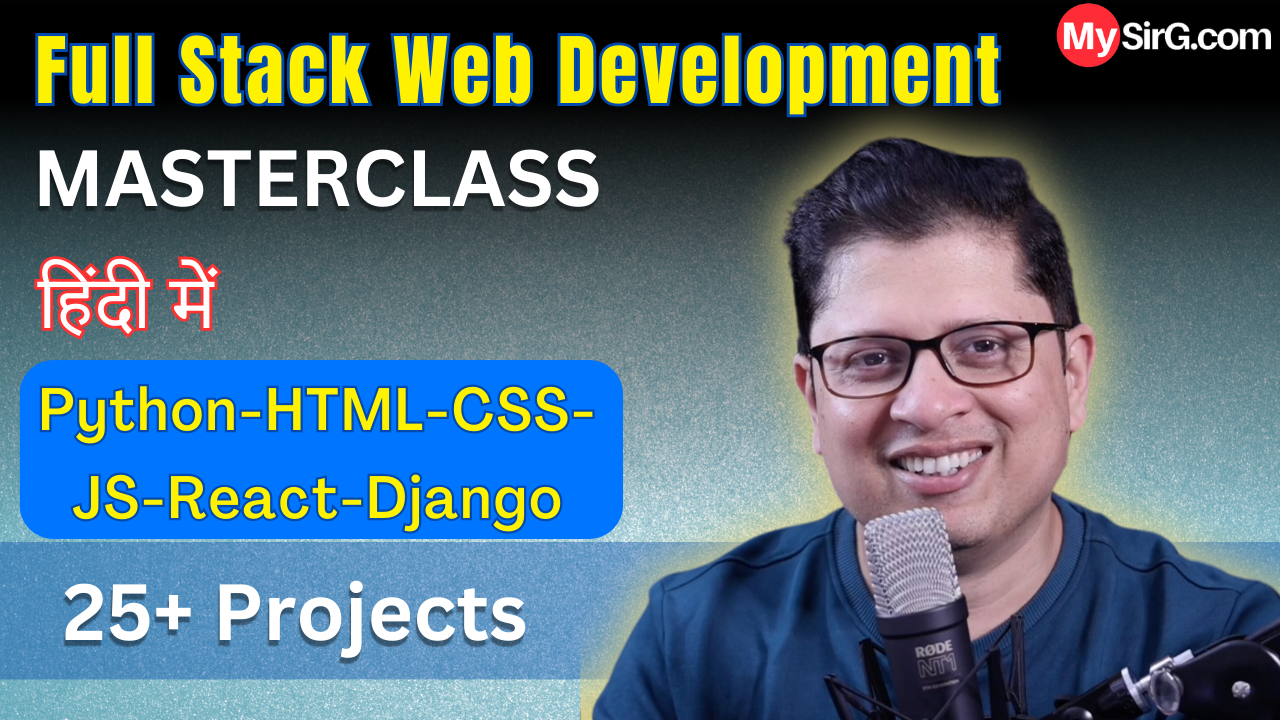 MySirG.com
Full Stack Web Development
MASTERCLASS
हिंदी में
Python-HTML-CSS-
JS-React-Django
25+ Projects
RØDE
NT1